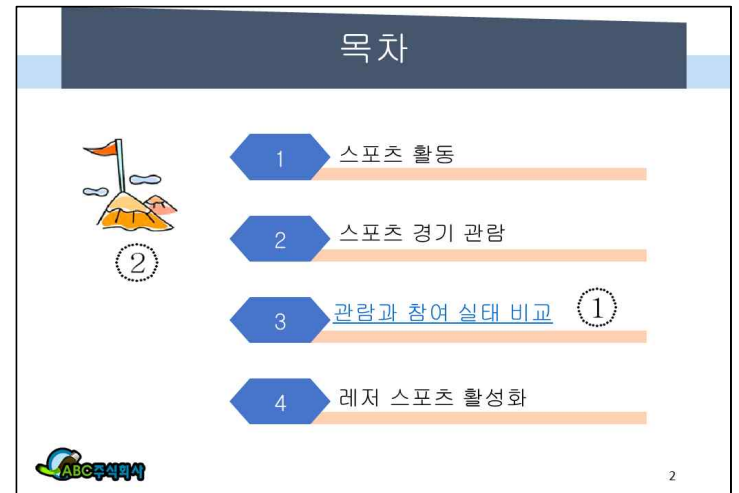 목차
1 스포츠 활동
2 스포츠 경기 관람
②
3 관람과 참여 실태 비교 ①
4 레저 스포츠 활성화
ABC주식회사
2